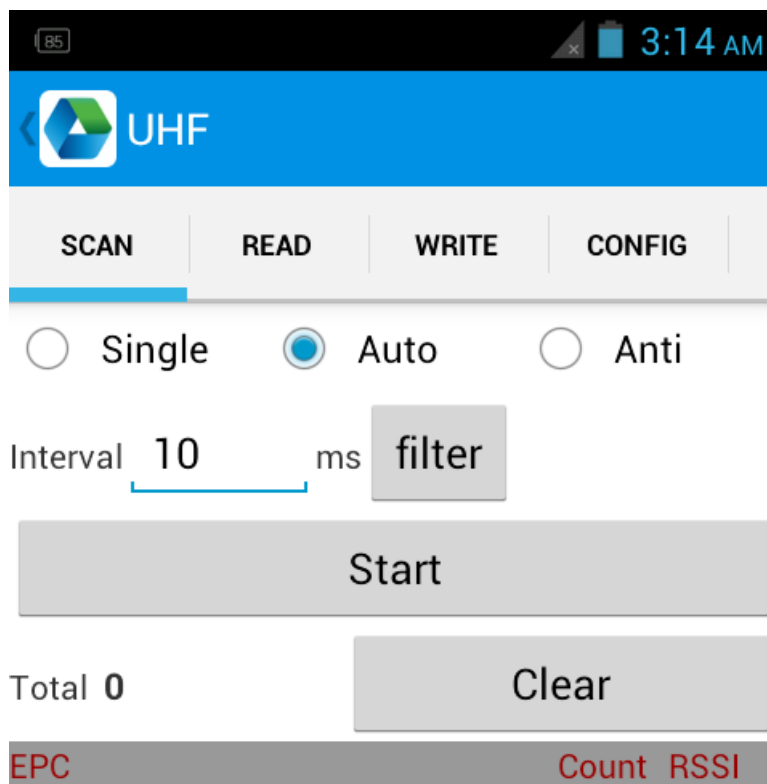 85 3:14 AM
UHF
SCAN READ WRITE CONFIG
Single Auto Anti
Interval 10 ms filter
Start
Total 0 Clear
EPC Count RSSI